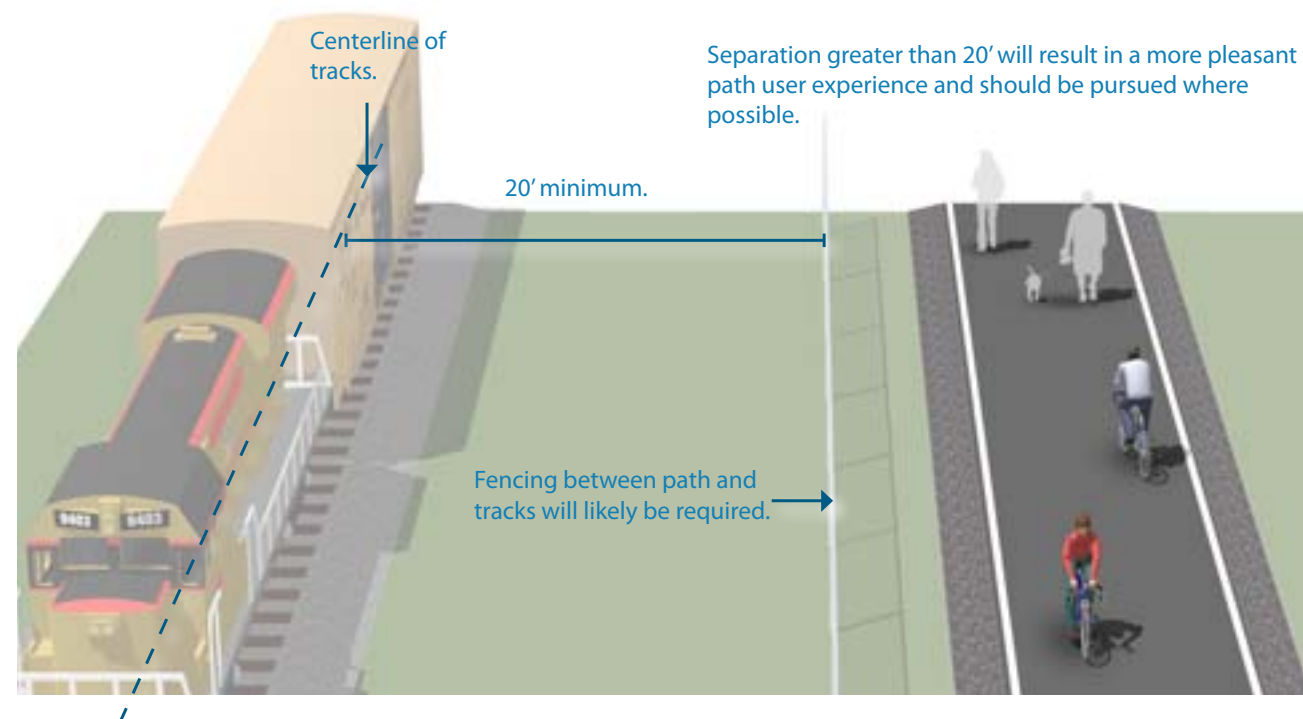 Centerline of
tracks.
Separation greater than 20' will result in a more pleasant
path user experience and should be pursued where
possible.
20' minimum.
Fencing between path and
tracks will likely be required.